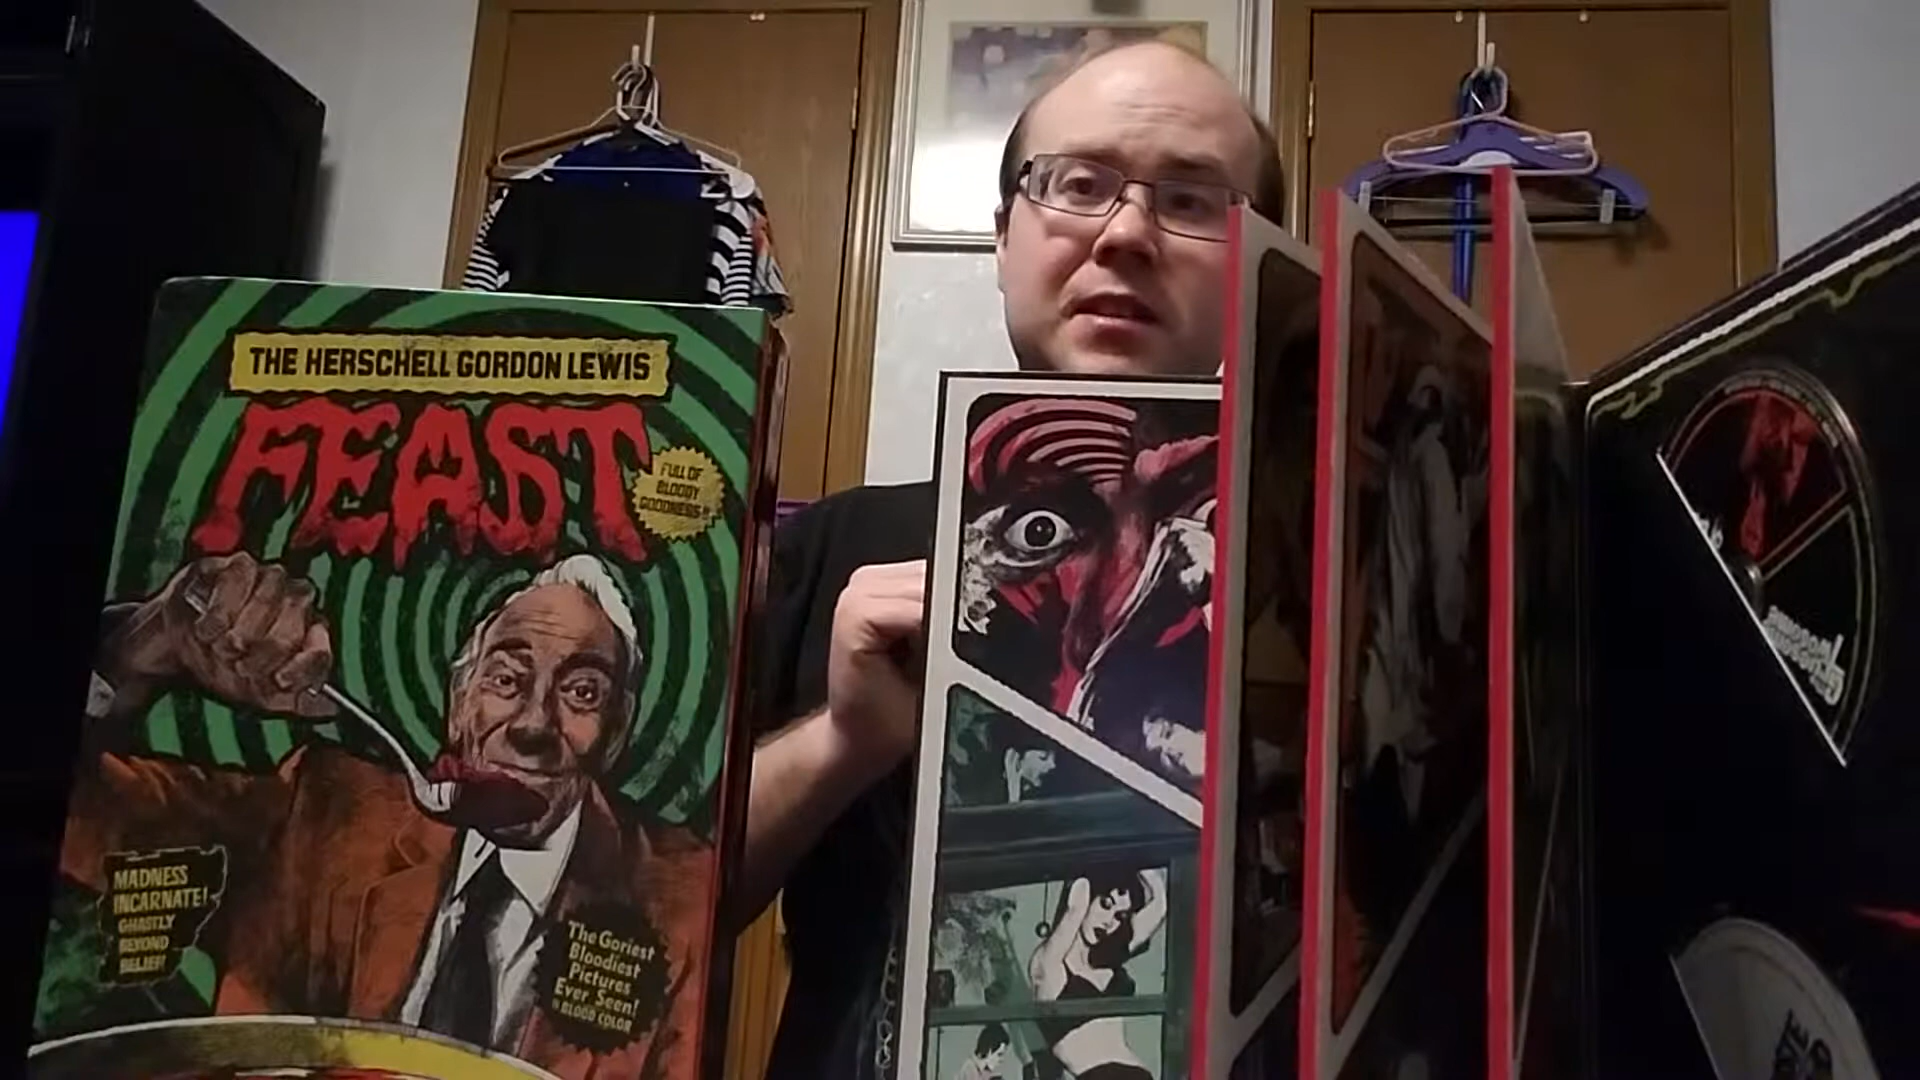 THE HERSCHELL GORDON LEWIS
FEAST
FULL OF
BLOODY
GOODNESS!!
MADNESS
INCARNATE!
GHASTLY
BEYOND
BELIEF!
The Goriest
Bloodiest
Pictures
Ever Seen!
IN BLOOD COLOR